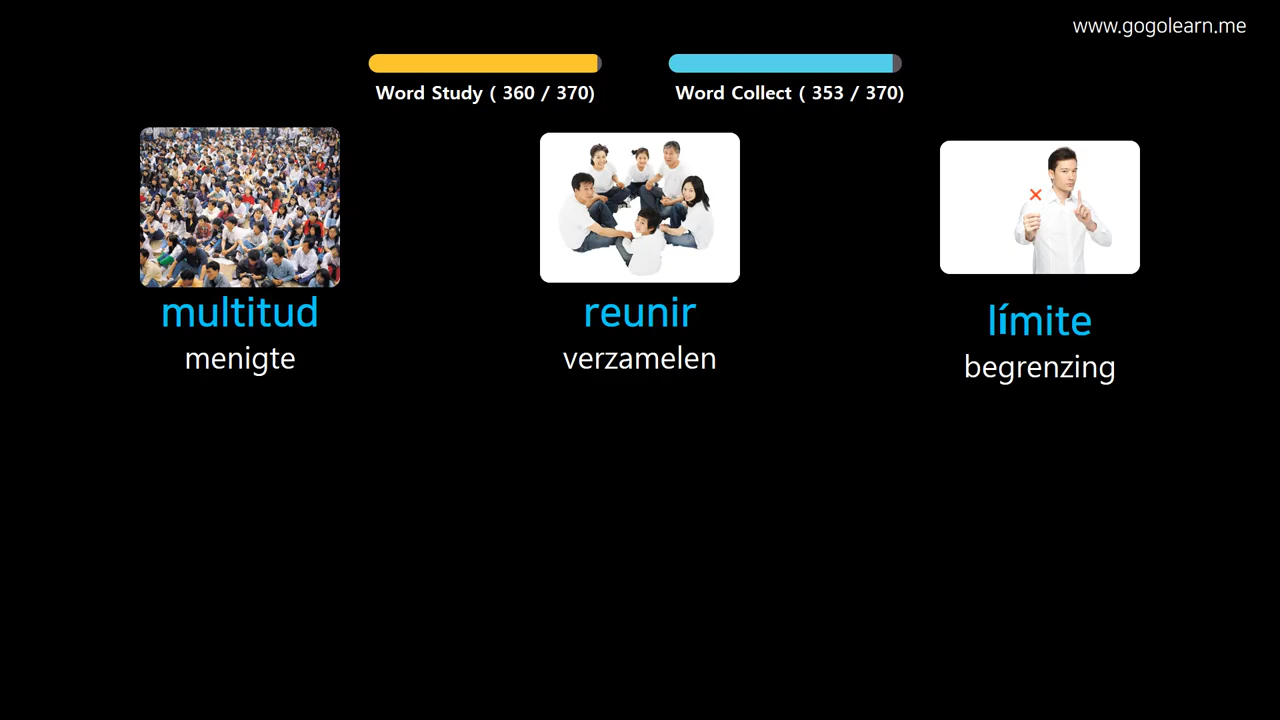 www.gogolearn.me
Word Study ( 360 / 370)
Word Collect ( 353 / 370)
multitud
menigte
reunir
verzamelen
límite
begrenzing